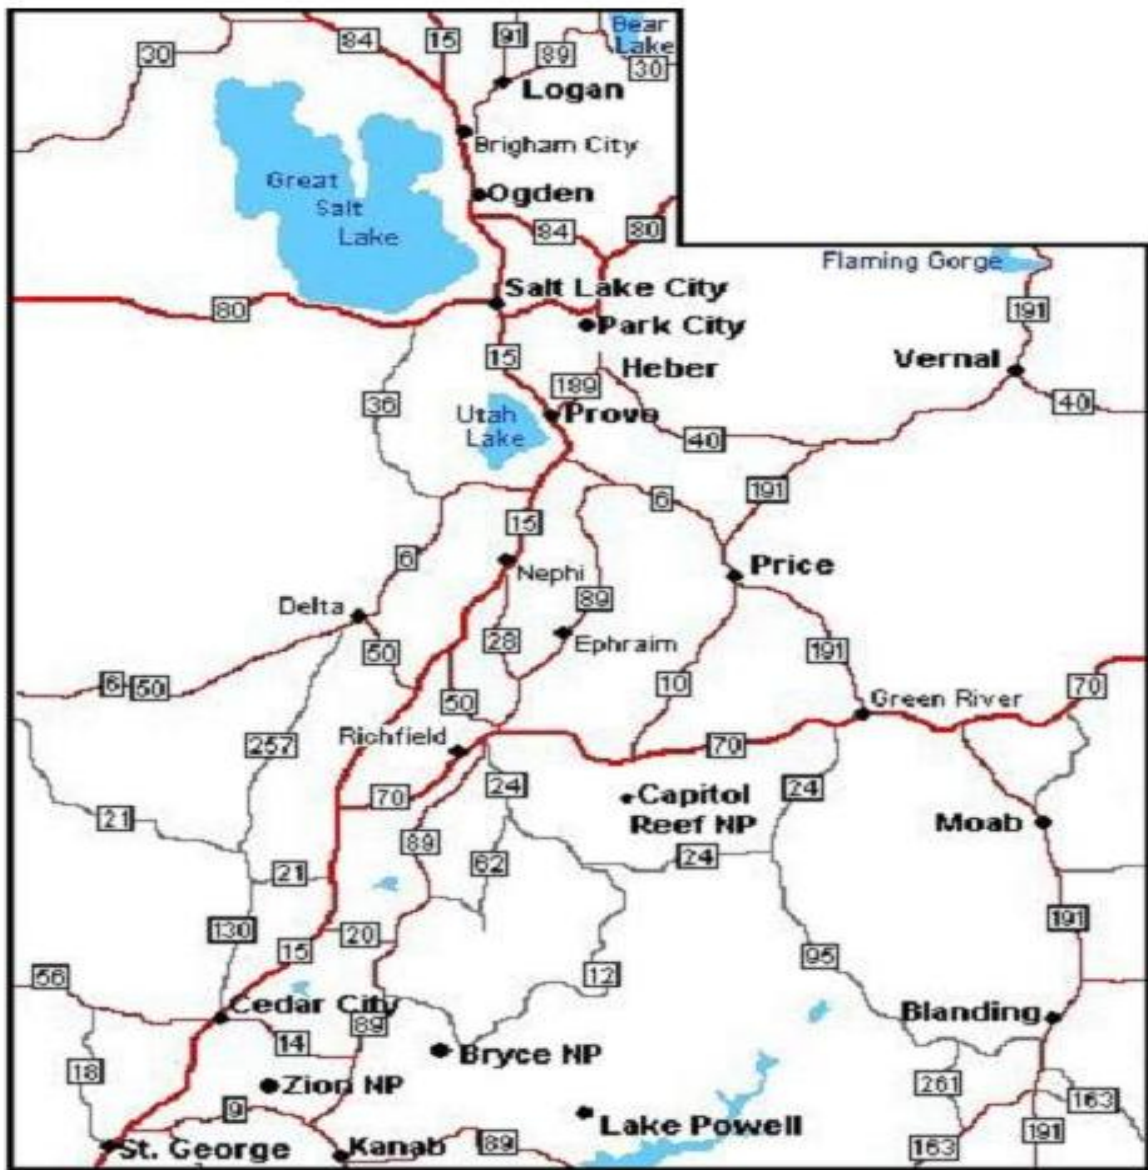 84
15
91
Bear
Lake
30
89
30
Logan
Brigham City
Great
Salt
Lake
Ogden
84
80
Flaming Gorge
Salt Lake City
80
191
Park City
15
Vernal
Heber
189
36
Utah
Lake
Provo
40
40
6
191
15
6
Nephi
Price
89
Delta
28
Ephraim
50
191
10
6
50
50
Green River
70
Richfield
257
70
70
24
24
Capitol
Reef NP
21
89
Moab
62
24
21
130
20
191
15
95
56
12
Cedar City
Blanding
89
14
Bryce NP
18
Zion NP
261
9
163
Lake Powell
St. George
Kanab
89
163
191